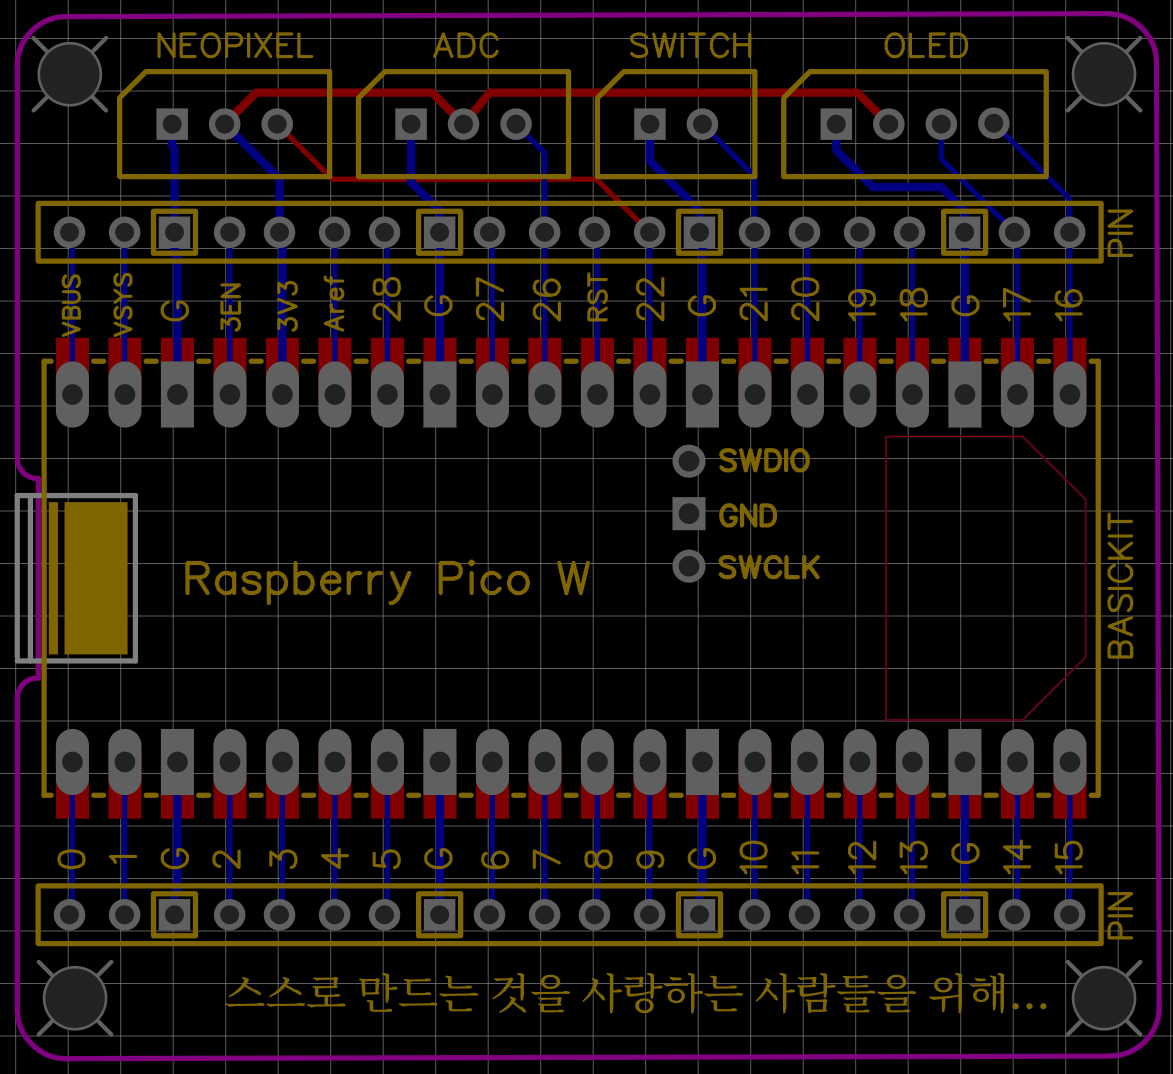 NEOPIXEL ADC SWITCH OLED
PIN
VBUS VSYS G 3EN 3V3 Aref 28 G 27 26 RST 22 G 21 20 19 18 G 17 16
SWDIO
GND
SWCLK
Raspberry Pico W
BASICKIT
0 1 G 2 3 4 5 G 6 7 8 9 G 10 11 12 13 G 14 15
PIN
스스로 만드는 것을 사랑하는 사람들을 위해...